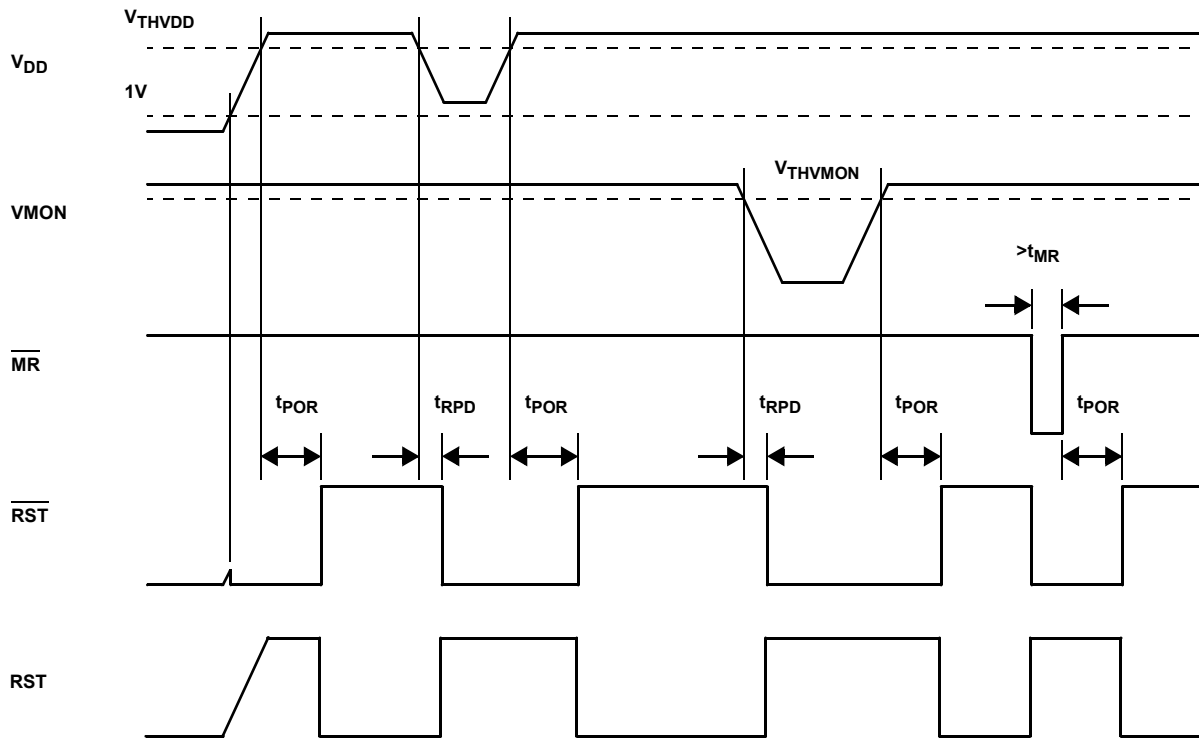 VTHVDD
VDD
1V
VTHVMON
VMON
>tMR
MR
tPOR
tRPD
tPOR
tRPD
tPOR
tPOR
RST
RST